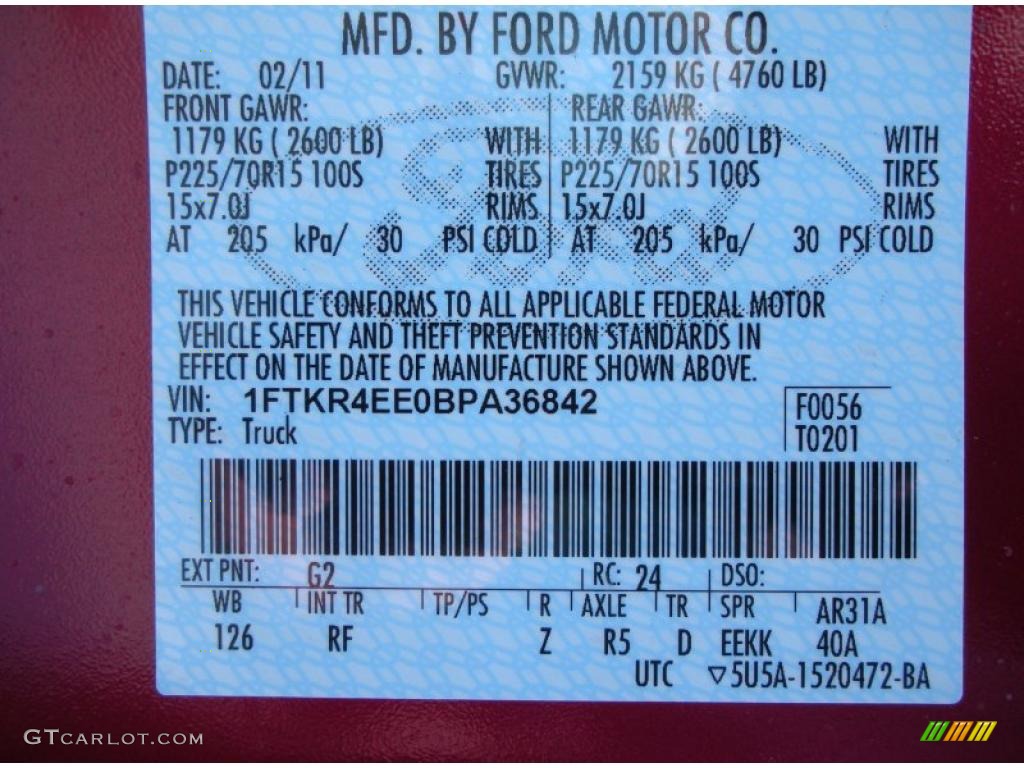 MFD. BY FORD MOTOR CO.
DATE: 02/11 GVWR: 2159 KG ( 4760 LB)
FRONT GAWR: REAR GAWR:
1179 KG ( 2600 LB) WITH 1179 KG ( 2600 LB) WITH
P225/70R15 100S TIRES P225/70R15 100S TIRES
15x7.0J RIMS 15x7.0J RIMS
AT 205 kPa/ 30 PSI COLD AT 205 kPa/ 30 PSI COLD
THIS VEHICLE CONFORMS TO ALL APPLICABLE FEDERAL MOTOR
VEHICLE SAFETY AND THEFT PREVENTION STANDARDS IN
EFFECT ON THE DATE OF MANUFACTURE SHOWN ABOVE.
VIN: 1FTKR4EE0BPA36842 F0056
TYPE: Truck T0201
EXT PNT: G2 RC: 24 DSO:
WB INT TR TP/PS R AXLE TR SPR AR31A
126 RF Z R5 D EEKK 40A
UTC ▽5U5A-1520472-BA
GTCARLOT.COM